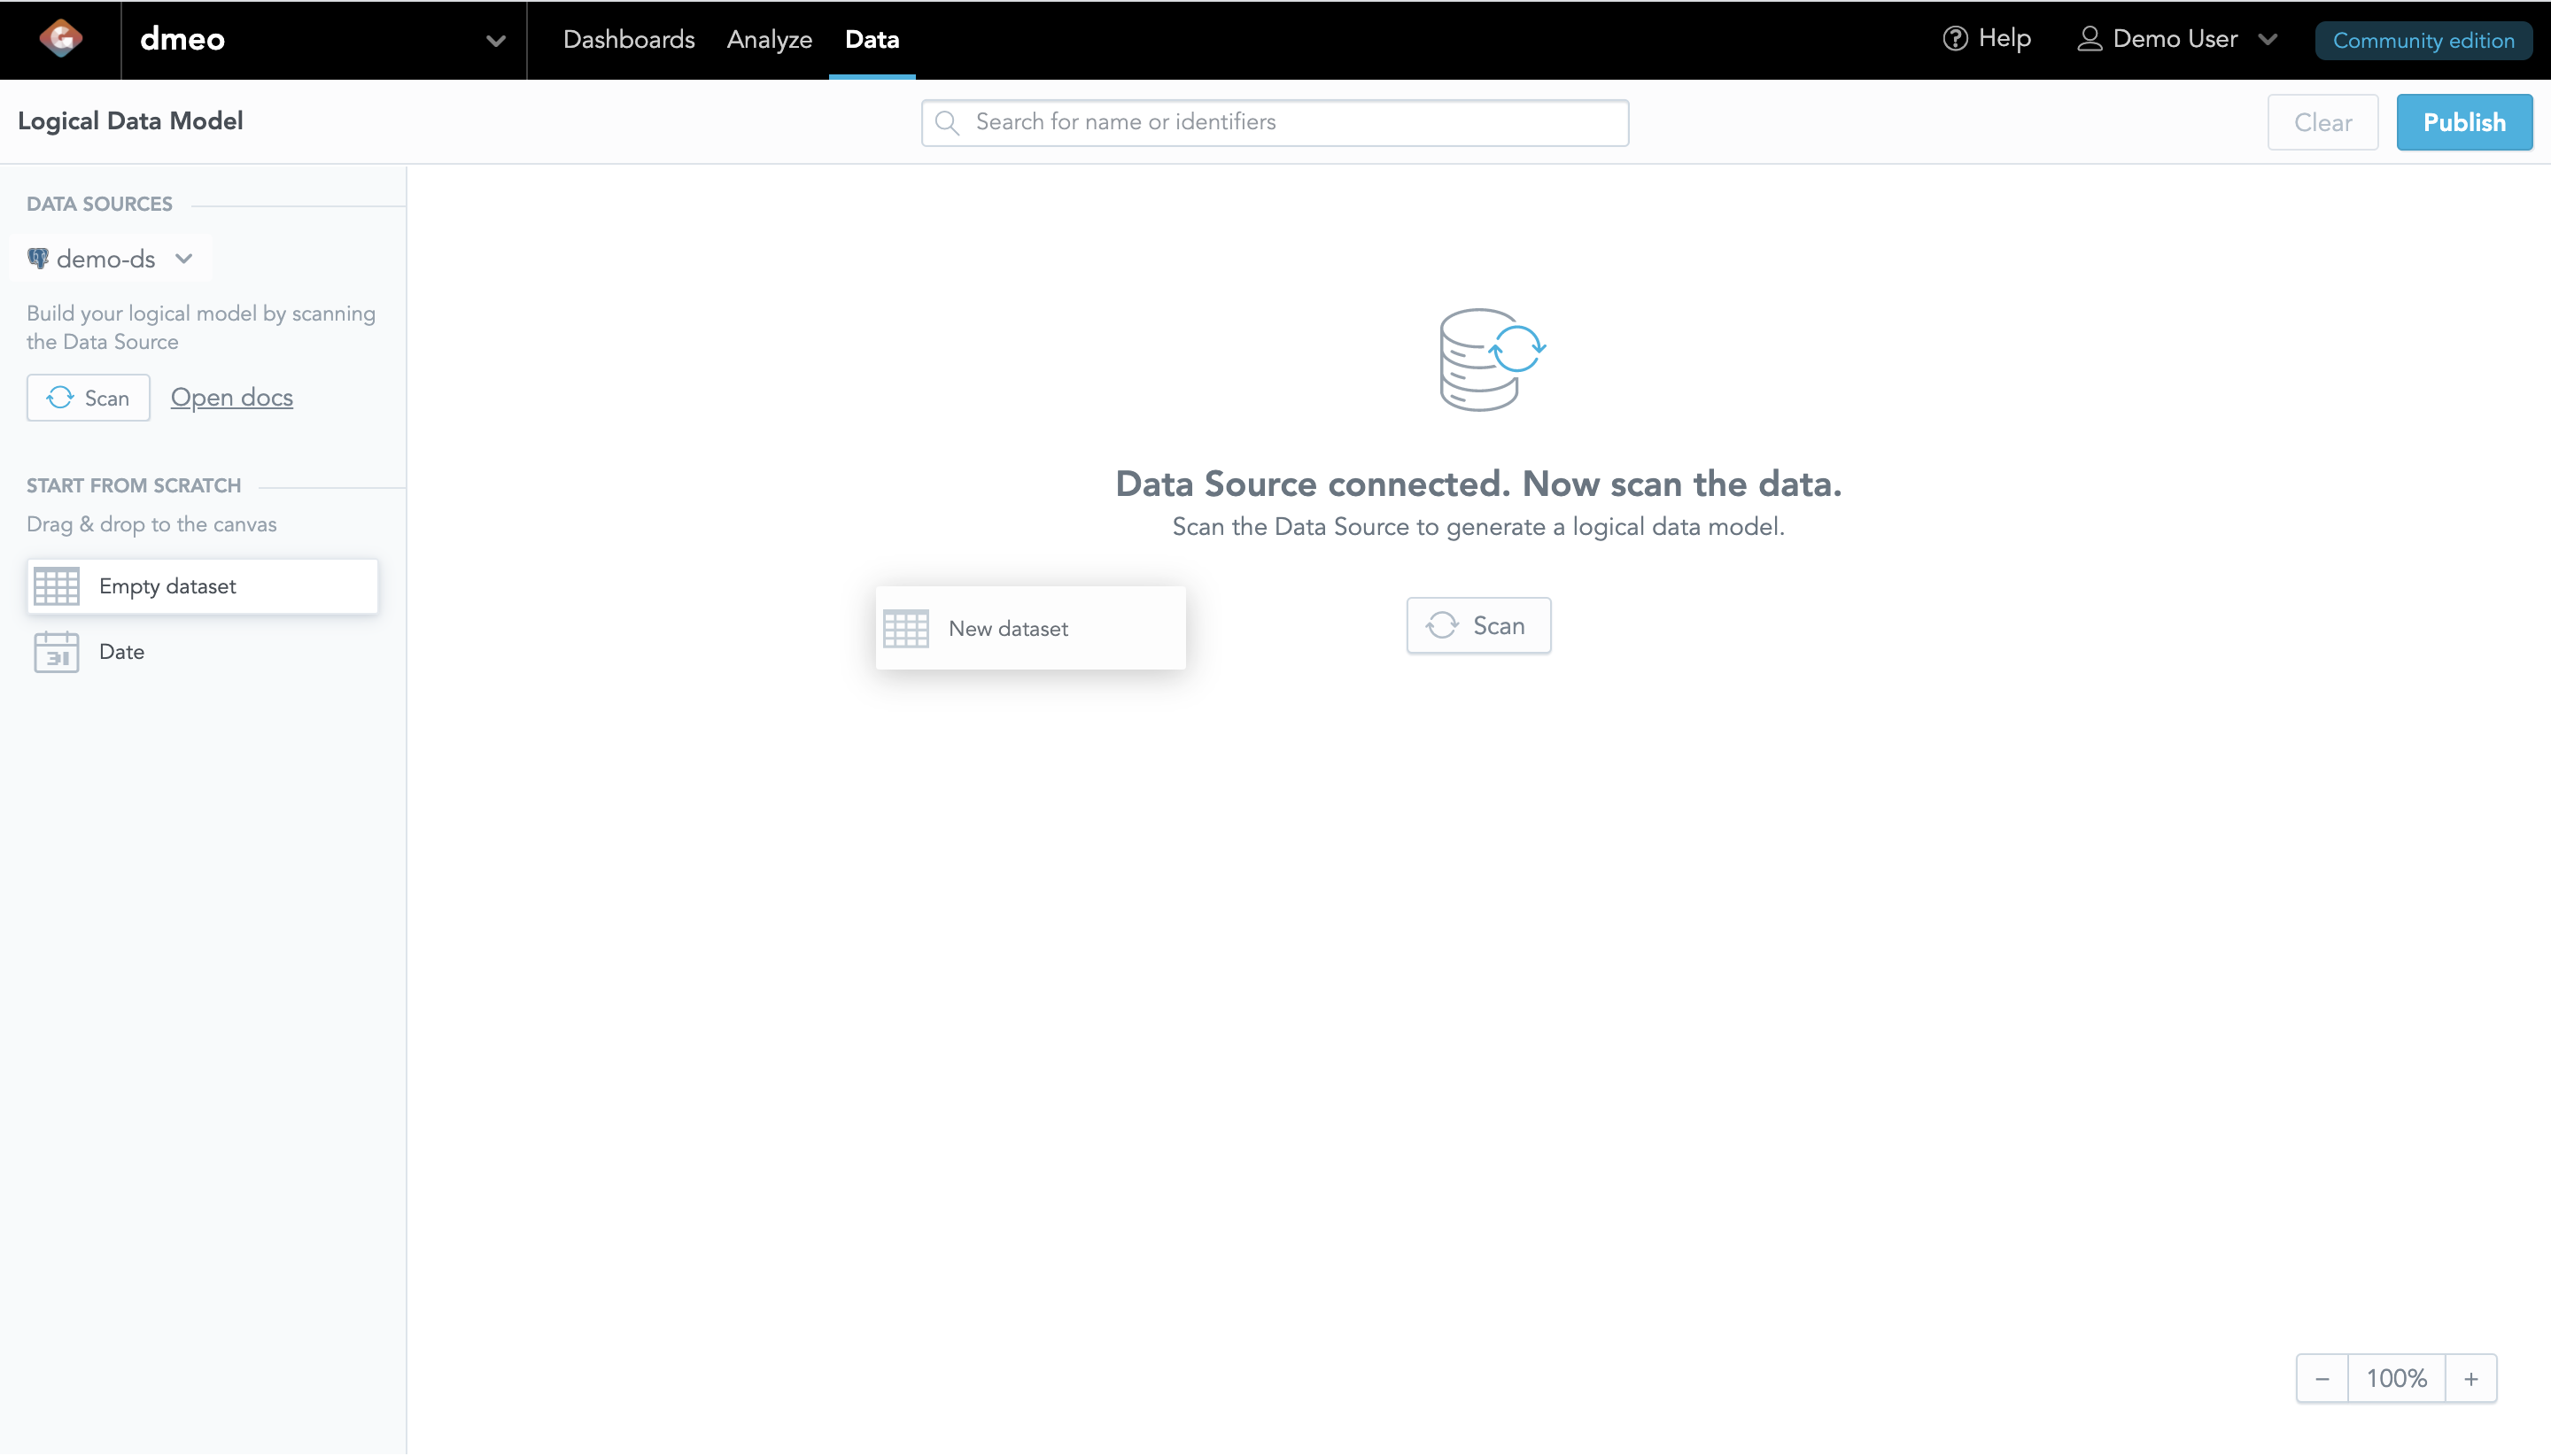 dmeo
Dashboards Analyze Data
Help Demo User Community edition
Logical Data Model
Search for name or identifiers
Clear Publish
DATA SOURCES
demo-ds
Build your logical model by scanning
the Data Source
Scan Open docs
START FROM SCRATCH
Drag & drop to the canvas
Empty dataset
31 Date
Data Source connected. Now scan the data.
Scan the Data Source to generate a logical data model.
New dataset
Scan
− 100% +